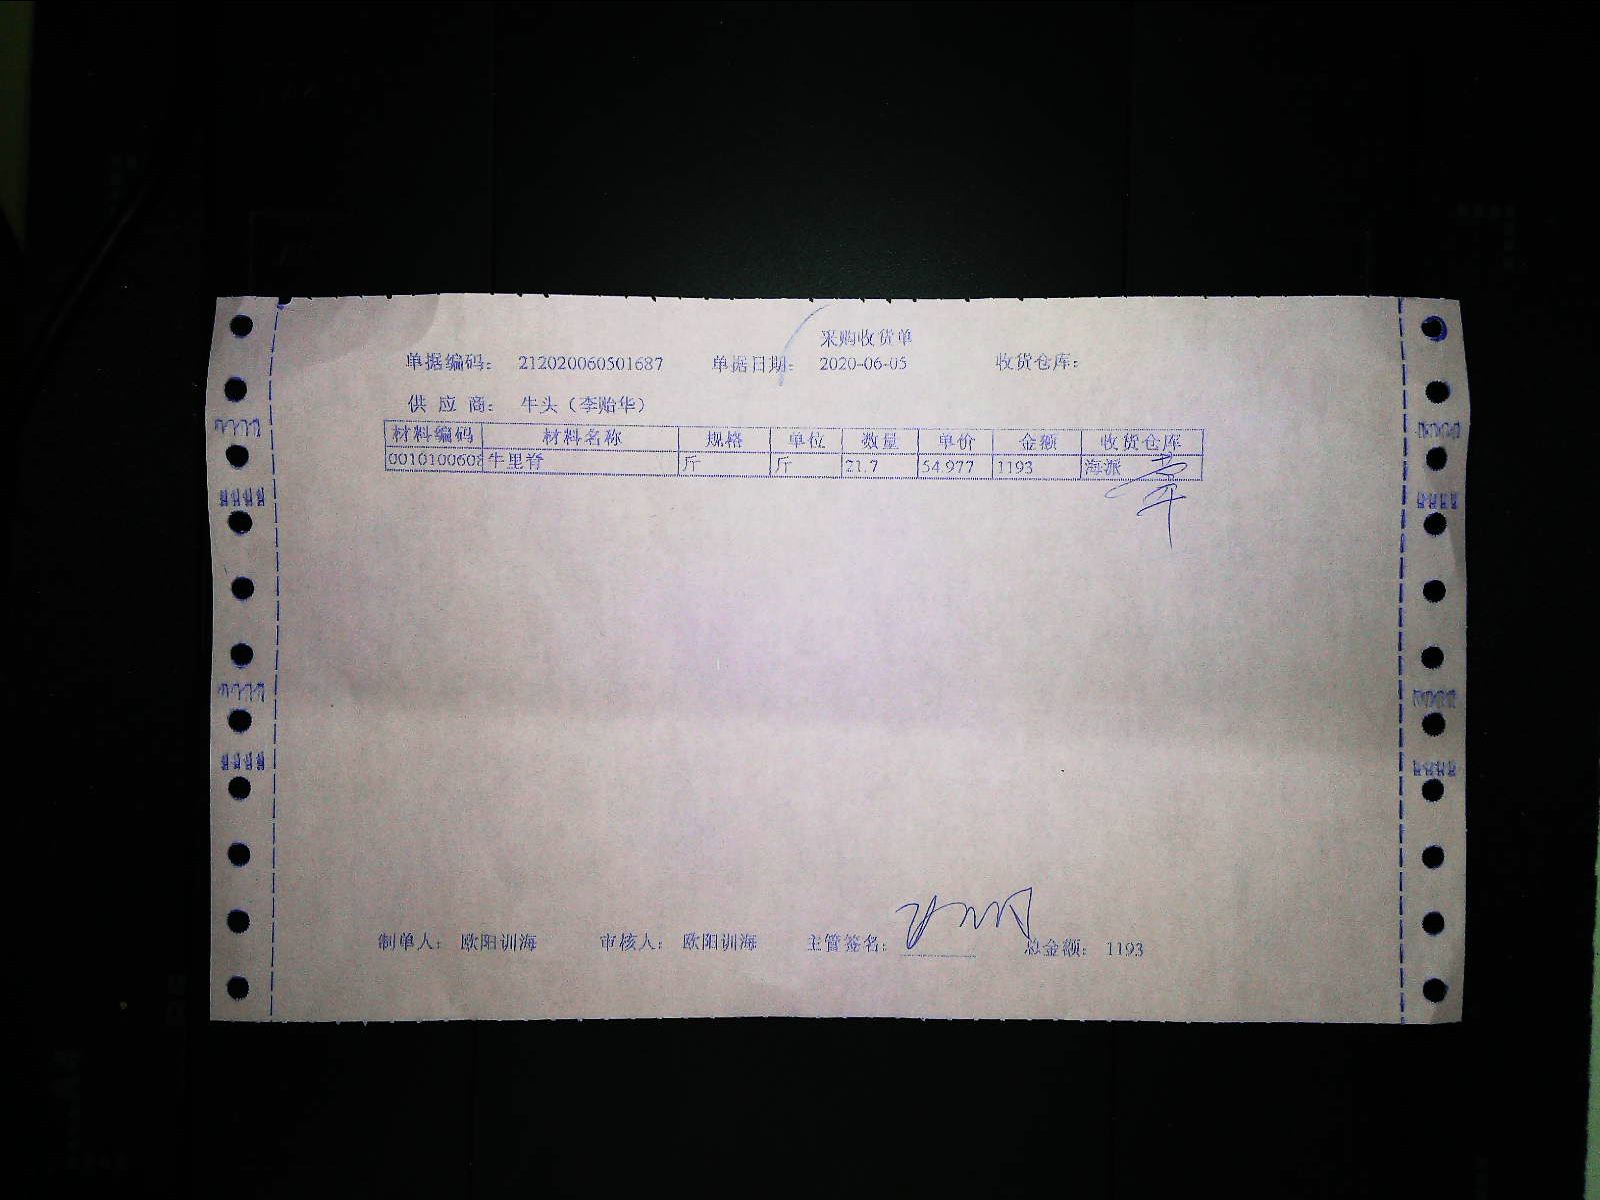 采购收货单
单据编码: 212020060501687 单据日期: 2020-06-05 收货仓库:
供 应 商: 牛头（李贻华）
材料编码 材料名称 规格 单位 数量 单价 金额 收货仓库
0010100608 牛里脊 斤 斤 21.7 54.977 1193 海派
制单人: 欧阳训海 审核人: 欧阳训海 主管签名: 总金额: 1193